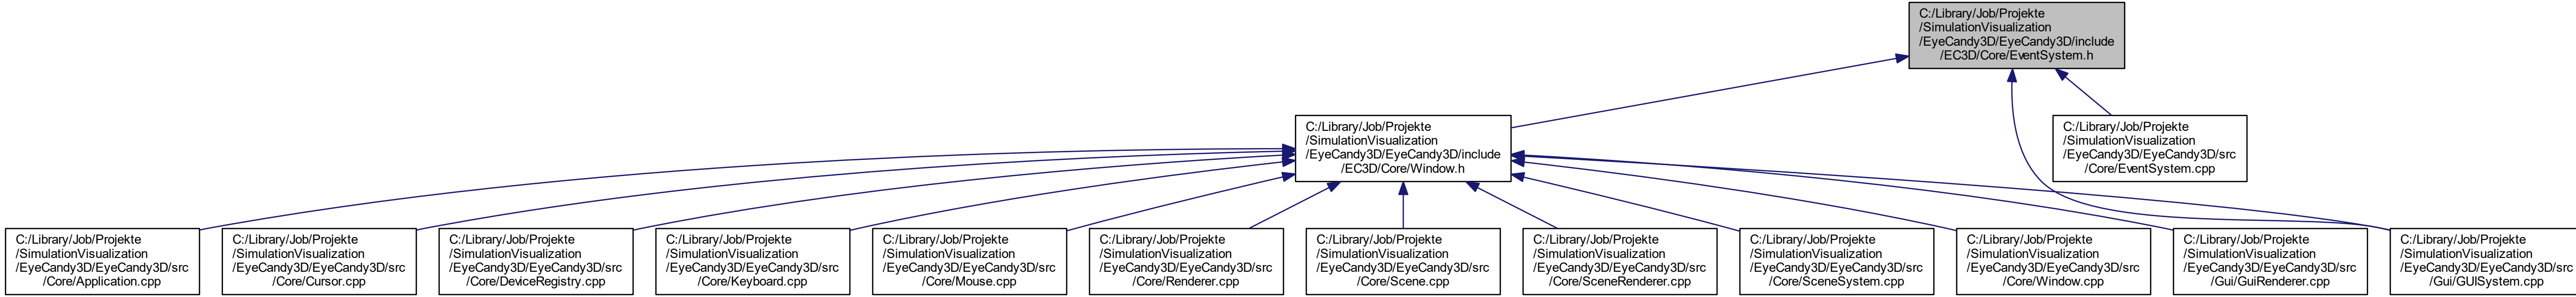 C:/Library/Job/Projekte
/SimulationVisualization
/EyeCandy3D/EyeCandy3D/include
/EC3D/Core/EventSystem.h
C:/Library/Job/Projekte
/SimulationVisualization
/EyeCandy3D/EyeCandy3D/include
/EC3D/Core/Window.h
C:/Library/Job/Projekte
/SimulationVisualization
/EyeCandy3D/EyeCandy3D/src
/Core/EventSystem.cpp
C:/Library/Job/Projekte
/SimulationVisualization
/EyeCandy3D/EyeCandy3D/src
/Core/Application.cpp
C:/Library/Job/Projekte
/SimulationVisualization
/EyeCandy3D/EyeCandy3D/src
/Core/Cursor.cpp
C:/Library/Job/Projekte
/SimulationVisualization
/EyeCandy3D/EyeCandy3D/src
/Core/DeviceRegistry.cpp
C:/Library/Job/Projekte
/SimulationVisualization
/EyeCandy3D/EyeCandy3D/src
/Core/Keyboard.cpp
C:/Library/Job/Projekte
/SimulationVisualization
/EyeCandy3D/EyeCandy3D/src
/Core/Mouse.cpp
C:/Library/Job/Projekte
/SimulationVisualization
/EyeCandy3D/EyeCandy3D/src
/Core/Renderer.cpp
C:/Library/Job/Projekte
/SimulationVisualization
/EyeCandy3D/EyeCandy3D/src
/Core/Scene.cpp
C:/Library/Job/Projekte
/SimulationVisualization
/EyeCandy3D/EyeCandy3D/src
/Core/SceneRenderer.cpp
C:/Library/Job/Projekte
/SimulationVisualization
/EyeCandy3D/EyeCandy3D/src
/Core/SceneSystem.cpp
C:/Library/Job/Projekte
/SimulationVisualization
/EyeCandy3D/EyeCandy3D/src
/Core/Window.cpp
C:/Library/Job/Projekte
/SimulationVisualization
/EyeCandy3D/EyeCandy3D/src
/Gui/GuiRenderer.cpp
C:/Library/Job/Projekte
/SimulationVisualization
/EyeCandy3D/EyeCandy3D/src
/Gui/GUISystem.cpp